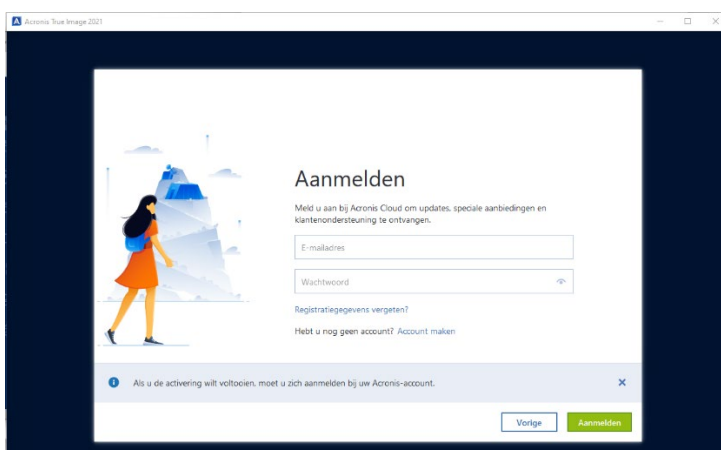 Acronis True Image 2021
Aanmelden
Meld u aan bij Acronis Cloud om updates, speciale aanbiedingen en
klantenondersteuning te ontvangen.
E-mailadres
Wachtwoord
Registratiegegevens vergeten?
Hebt u nog geen account? Account maken
Als u de activering wilt voltooien, moet u zich aanmelden bij uw Acronis-account.
Vorige Aanmelden